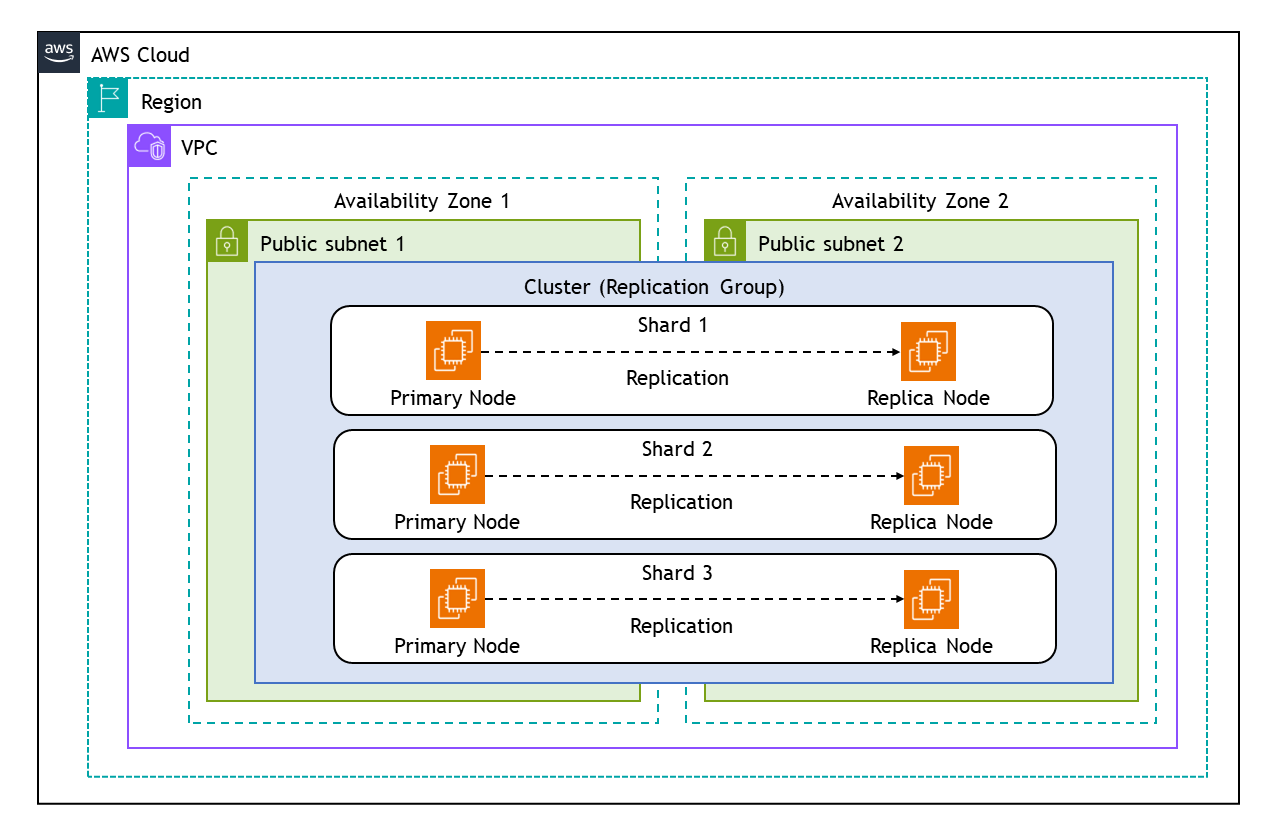 aws
AWS Cloud
Region
VPC
Availability Zone 1
Availability Zone 2
Public subnet 1
Public subnet 2
Cluster (Replication Group)
Shard 1
Replication
Primary Node
Replica Node
Shard 2
Replication
Primary Node
Replica Node
Shard 3
Replication
Primary Node
Replica Node